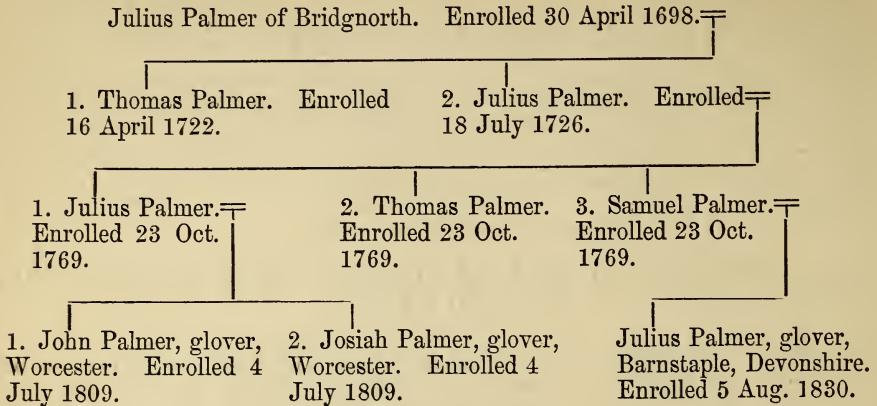 Julius Palmer of Bridgnorth. Enrolled 30 April 1698.
1. Thomas Palmer. Enrolled
16 April 1722.
2. Julius Palmer. Enrolled
18 July 1726.
1. Julius Palmer.
Enrolled 23 Oct.
1769.
2. Thomas Palmer.
Enrolled 23 Oct.
1769.
3. Samuel Palmer.
Enrolled 23 Oct.
1769.
1. John Palmer, glover,
Worcester. Enrolled 4
July 1809.
2. Josiah Palmer, glover,
Worcester. Enrolled 4
July 1809.
Julius Palmer, glover,
Barnstaple, Devonshire.
Enrolled 5 Aug. 1830.